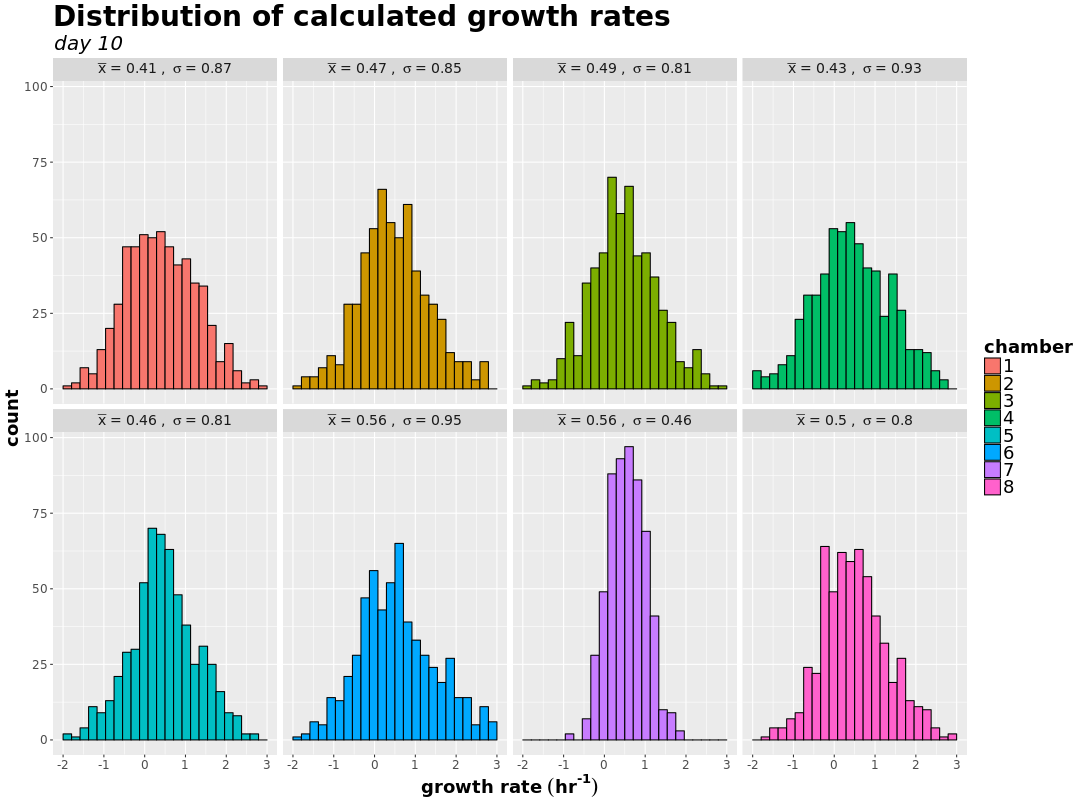 Distribution of calculated growth rates
day 10
x̅ = 0.41 , σ = 0.87
x̅ = 0.47 , σ = 0.85
x̅ = 0.49 , σ = 0.81
x̅ = 0.43 , σ = 0.93
100
75
50
25
0
count
x̅ = 0.46 , σ = 0.81
x̅ = 0.56 , σ = 0.95
x̅ = 0.56 , σ = 0.46
x̅ = 0.5 , σ = 0.8
100
75
50
25
0
-2 -1 0 1 2 3
-2 -1 0 1 2 3
-2 -1 0 1 2 3
-2 -1 0 1 2 3
growth rate (hr⁻¹)
chamber
1
2
3
4
5
6
7
8